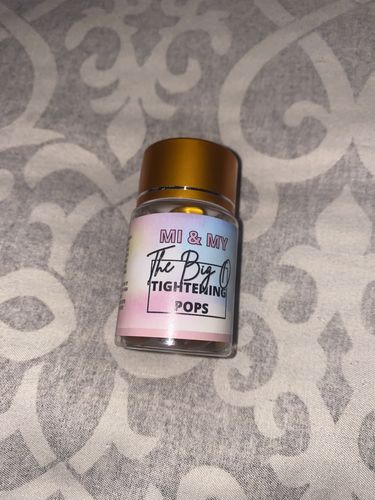 MI & MY
The Big O
TIGHTENING
POPS